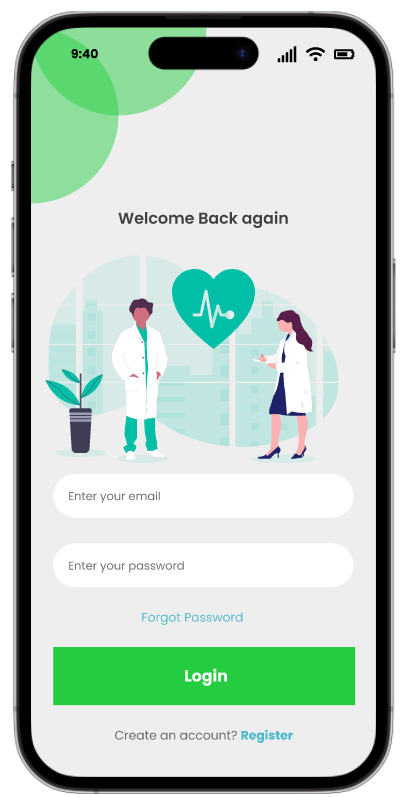 9:40
Welcome Back again
Enter your email
Enter your password
Forgot Password
Login
Create an account? Register